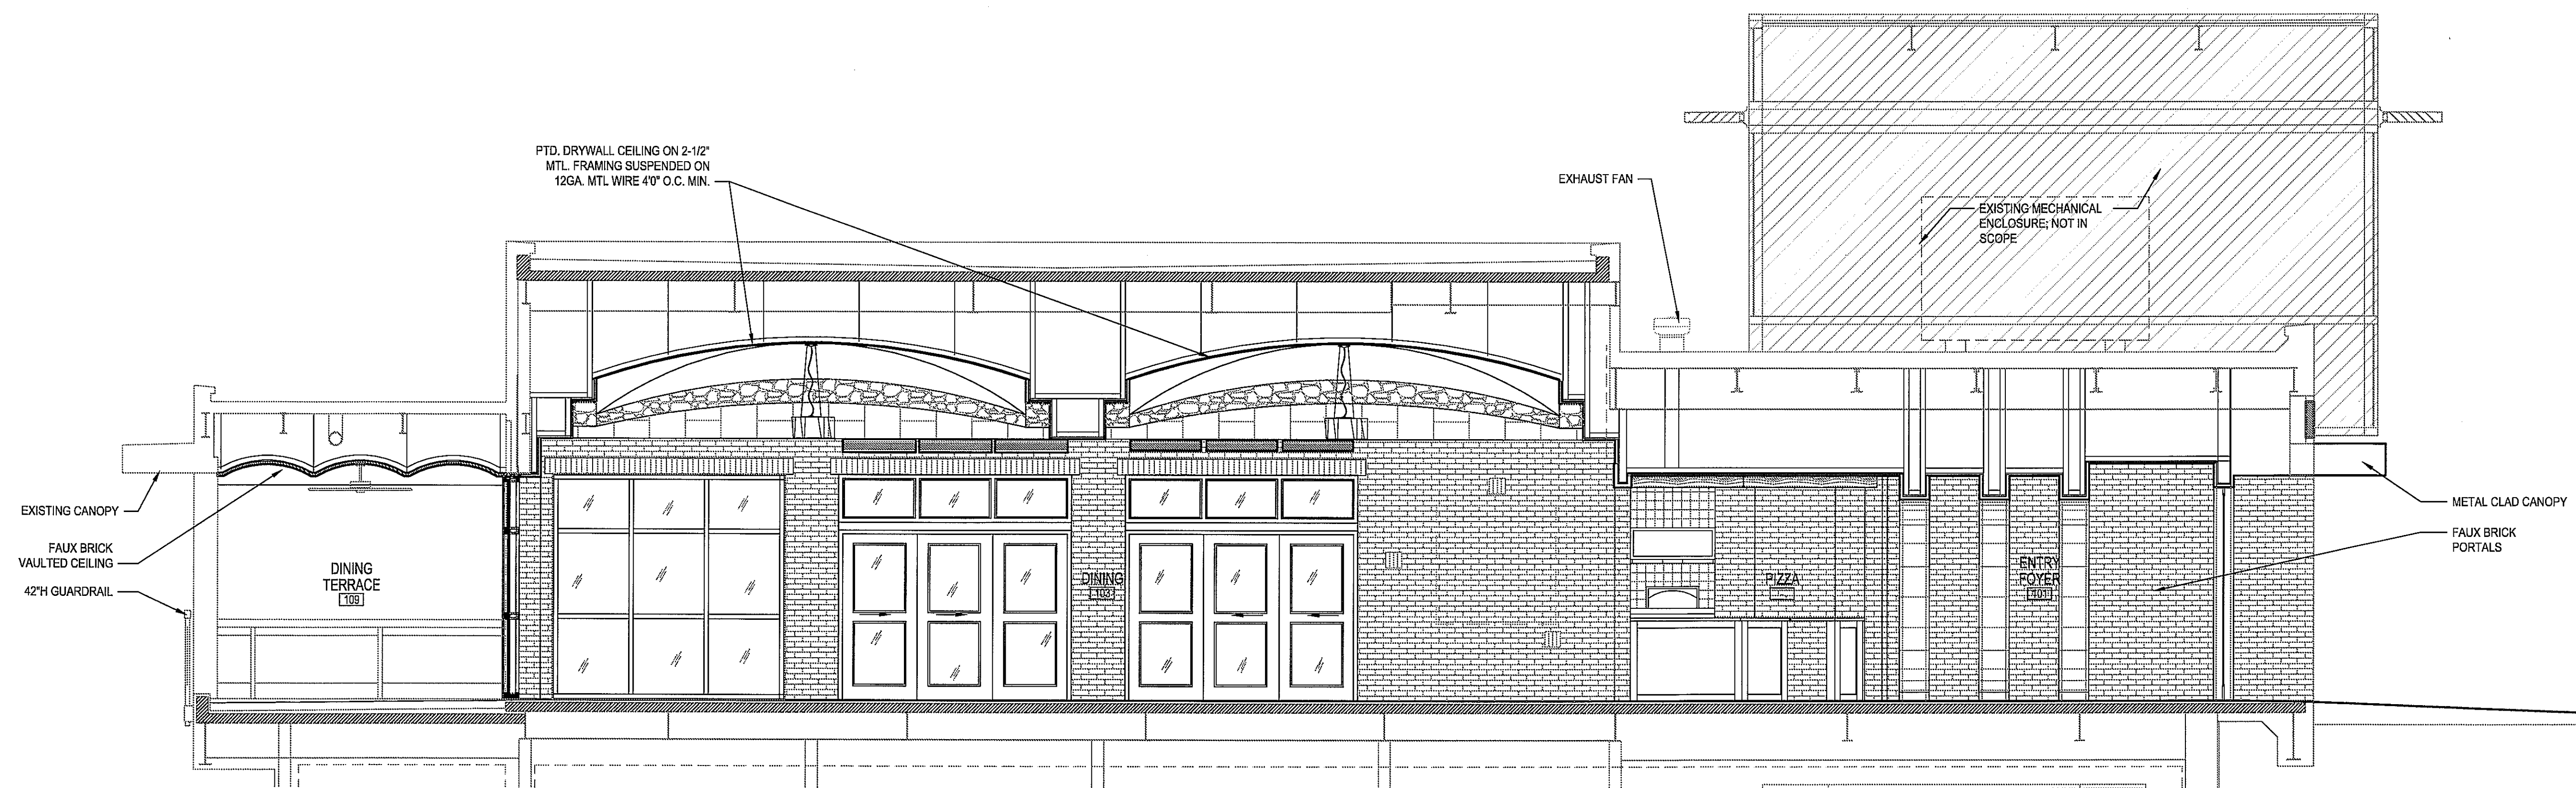 PTD. DRYWALL CEILING ON 2-1/2"
MTL. FRAMING SUSPENDED ON
12GA. MTL WIRE 4'0" O.C. MIN.
EXHAUST FAN
EXISTING MECHANICAL
ENCLOSURE; NOT IN
SCOPE
EXISTING CANOPY
FAUX BRICK
VAULTED CEILING
42"H GUARDRAIL
DINING
TERRACE
109
DINING
103
PIZZA
ENTRY
FOYER
101
METAL CLAD CANOPY
FAUX BRICK
PORTALS